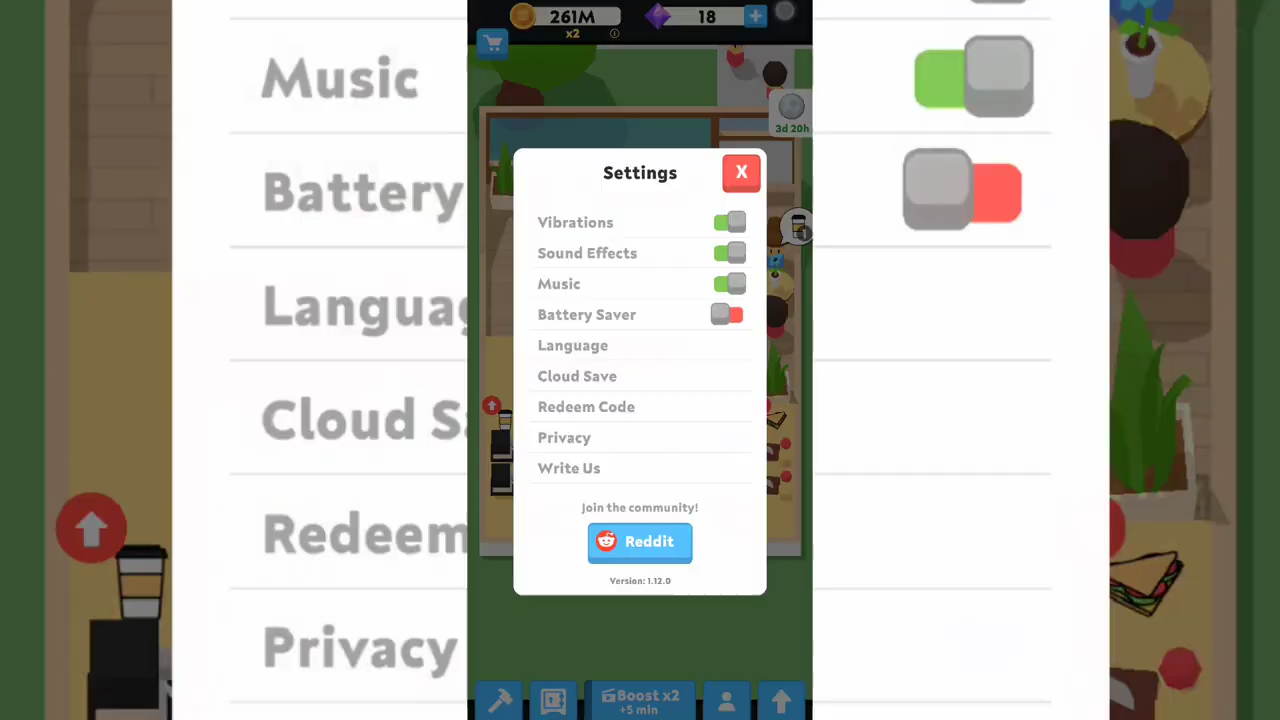 261M
18
x2
3d 20h
Settings
X
Vibrations
Sound Effects
Music
Battery Saver
Language
Cloud Save
Redeem Code
Privacy
Write Us
Join the community!
Reddit
Version: 1.12.0
Boost x2
+5 min
Music
Battery
Languag
Cloud Sa
Redeem
Privacy